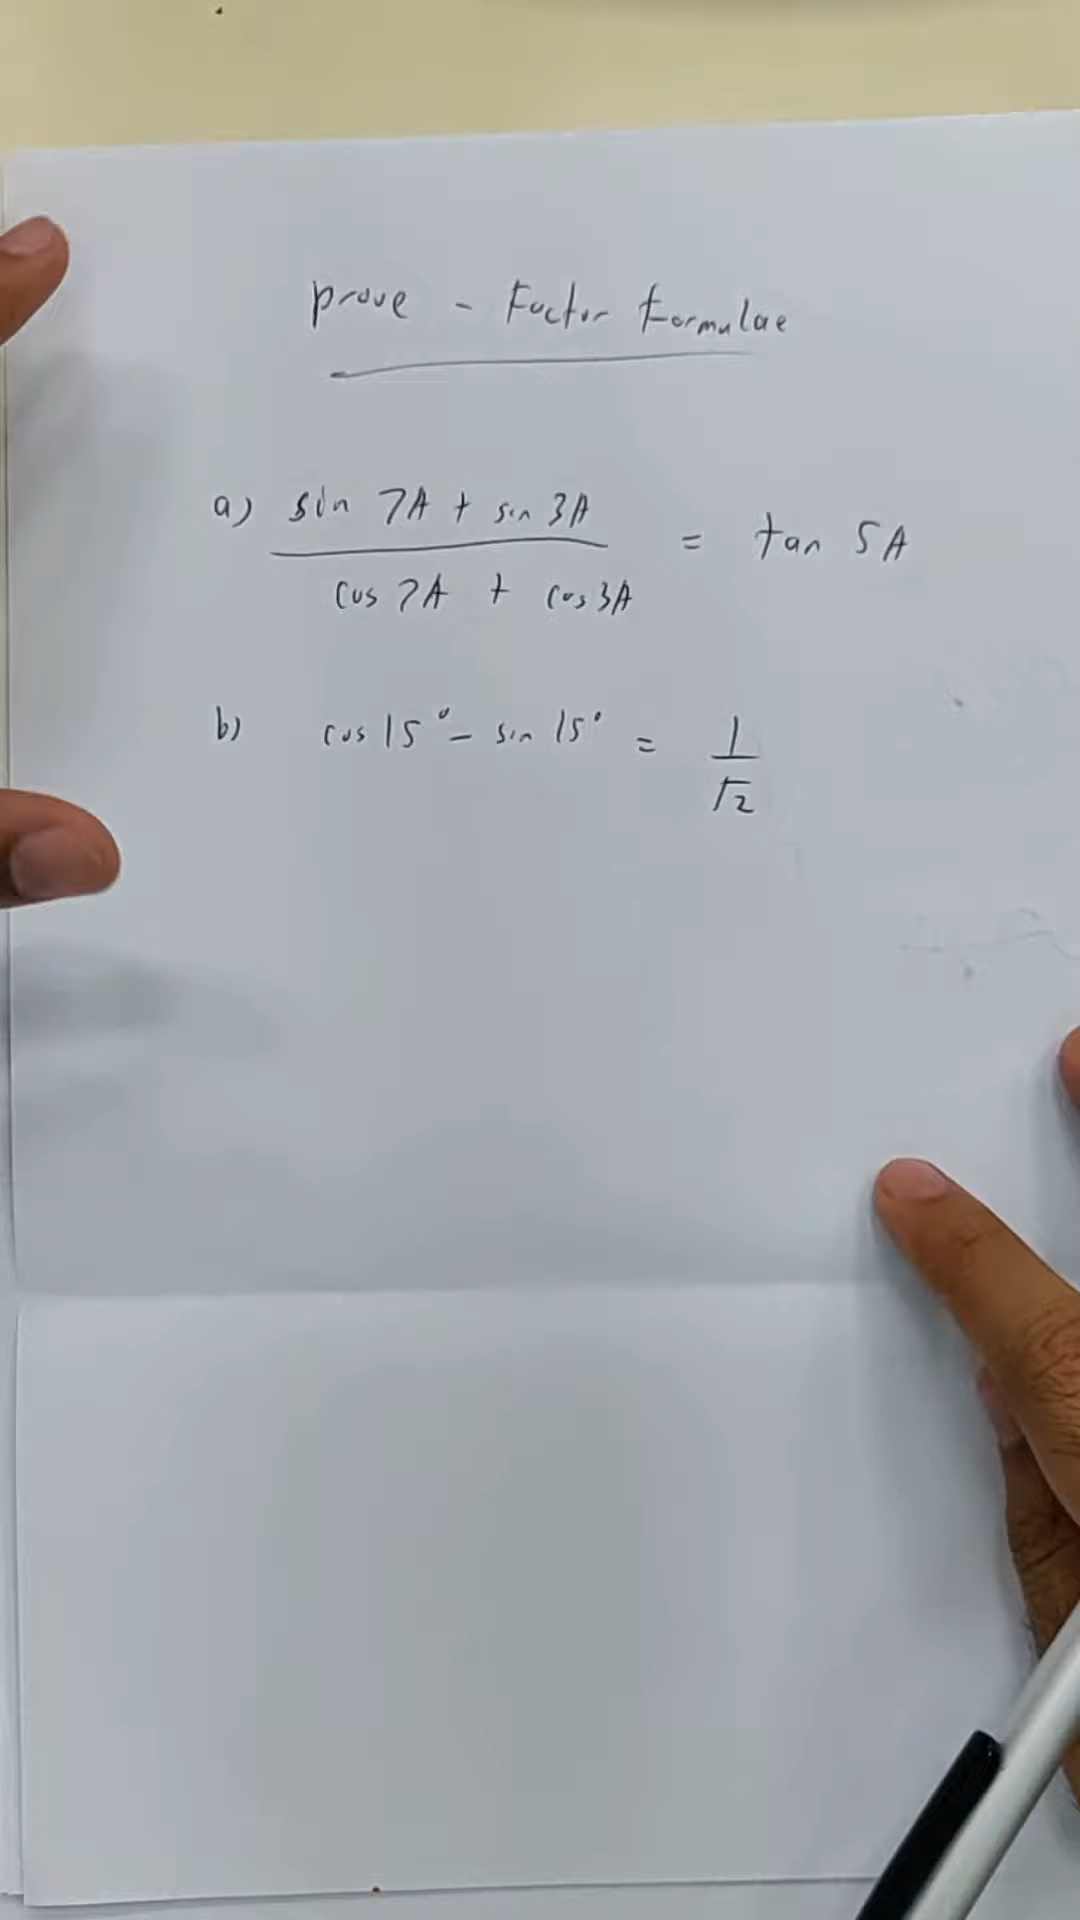 prove - Factor Formulae
a) sin 7A + sin 3A / cos 7A + cos 3A = tan 5A
b) cos 15° - sin 15° = 1/√2